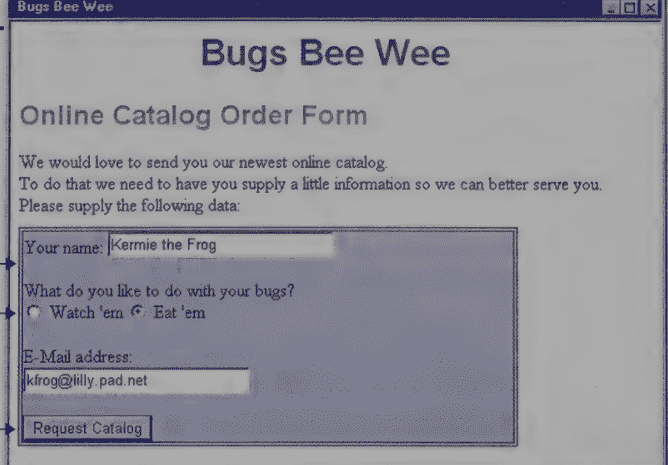 Bugs Bee Wee
Bugs Bee Wee
Online Catalog Order Form
We would love to send you our newest online catalog.
To do that we need to have you supply a little information so we can better serve you.
Please supply the following data:
Your name: Kermie the Frog
What do you like to do with your bugs?
Watch 'em Eat 'em
E-Mail address:
kfrog@lilly.pad.net
Request Catalog